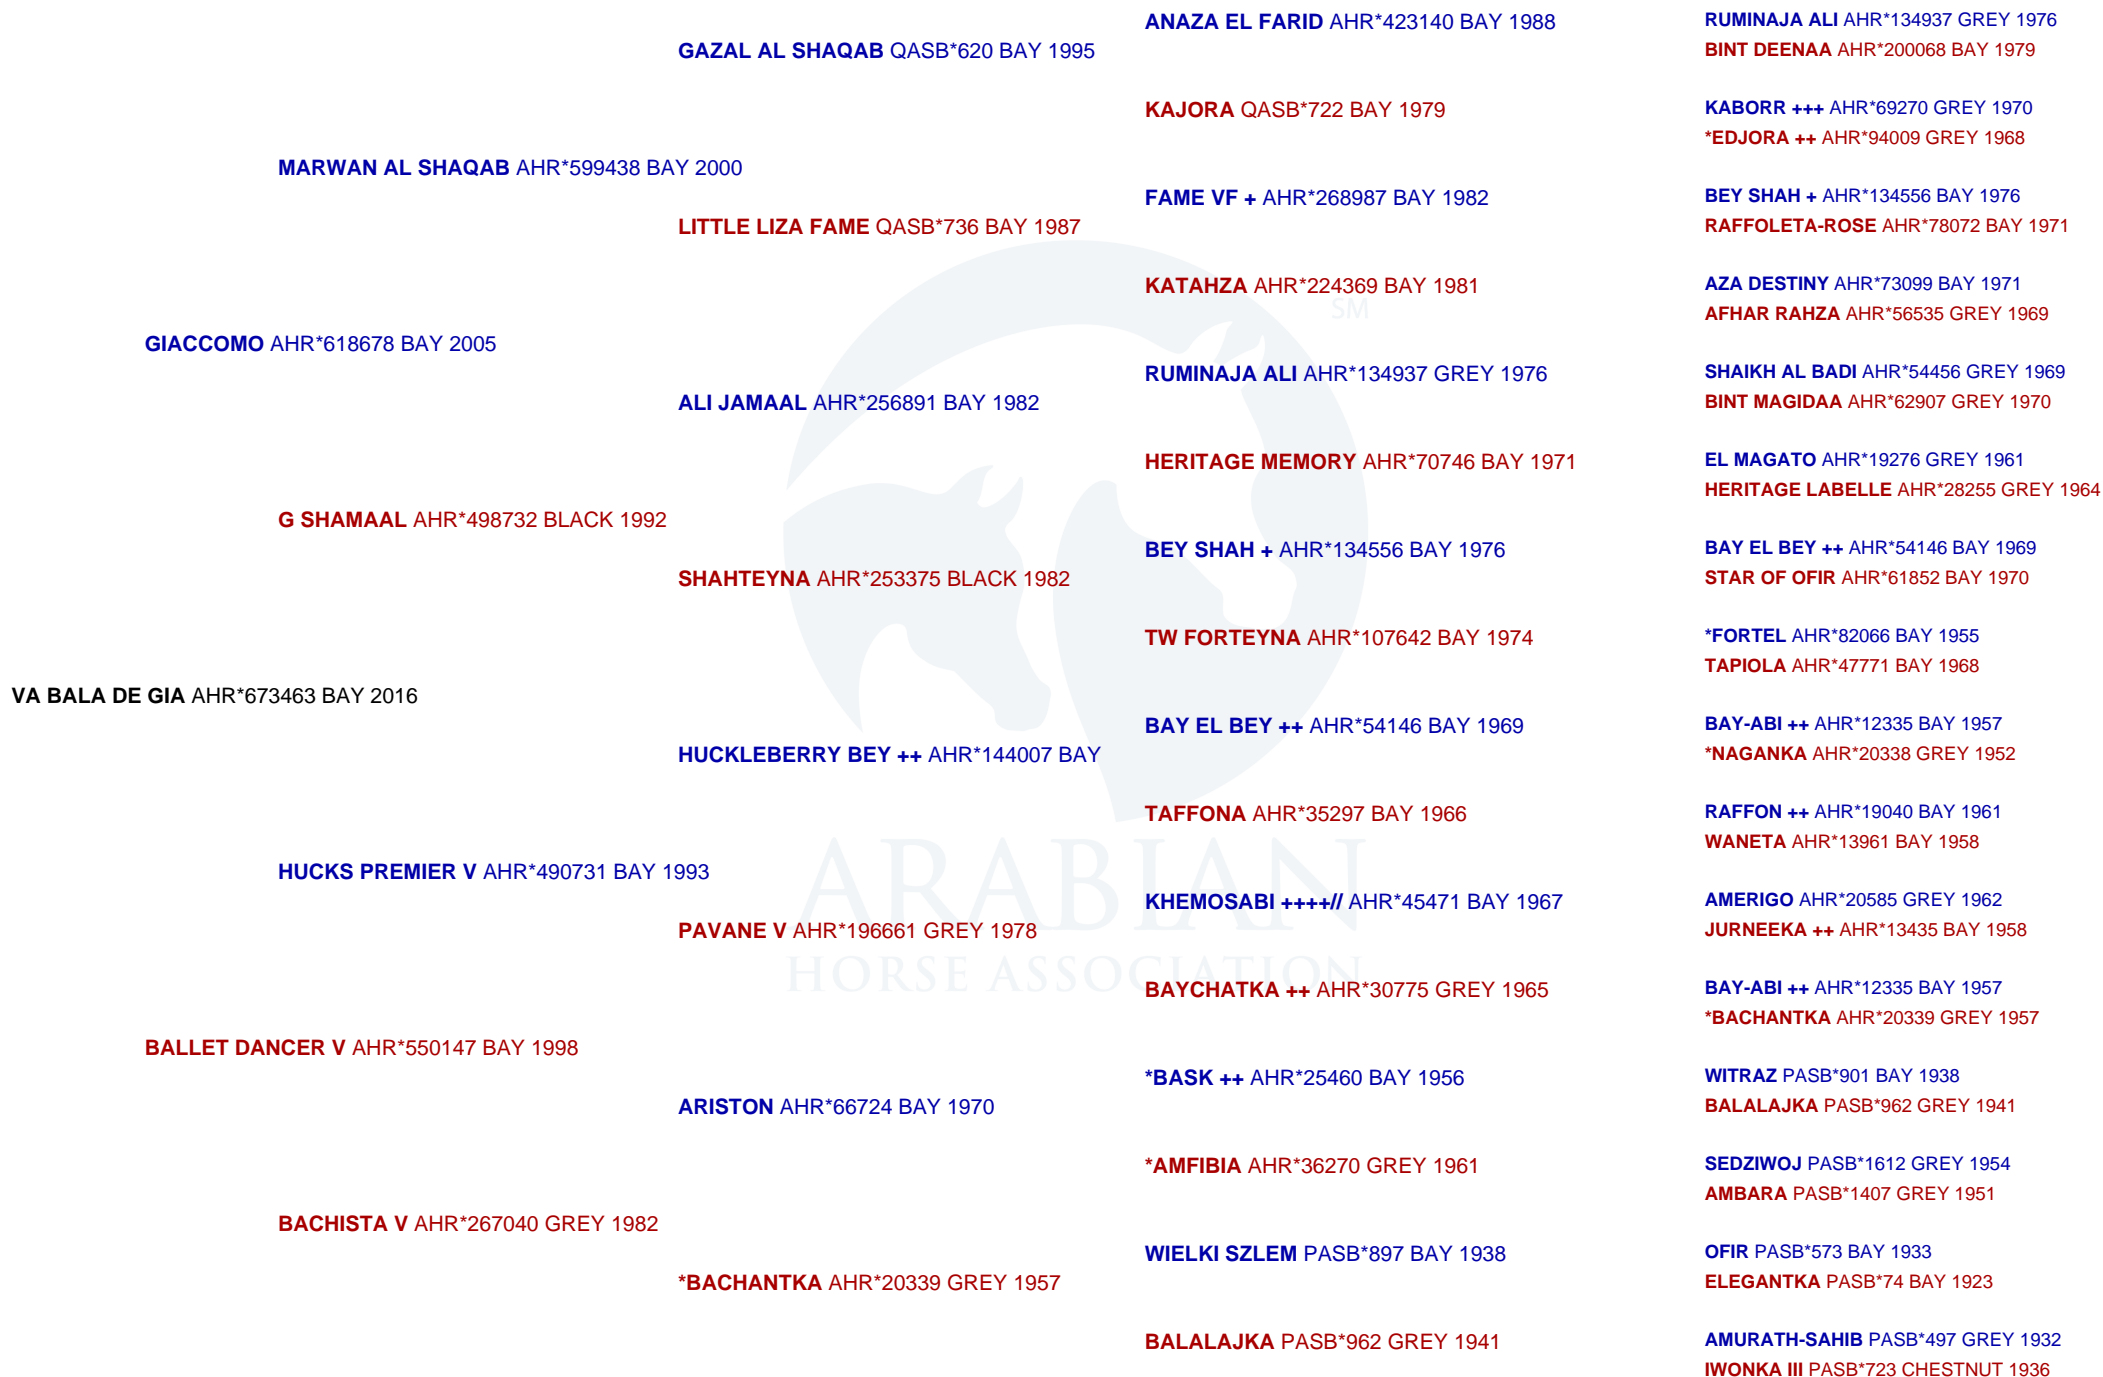 ANAZA EL FARID AHR*423140 BAY 1988
RUMINAJA ALI AHR*134937 GREY 1976
GAZAL AL SHAQAB QASB*620 BAY 1995
BINT DEENAA AHR*200068 BAY 1979
KAJORA QASB*722 BAY 1979
KABORR +++ AHR*69270 GREY 1970
*EDJORA ++ AHR*94009 GREY 1968
MARWAN AL SHAQAB AHR*599438 BAY 2000
FAME VF + AHR*268987 BAY 1982
BEY SHAH + AHR*134556 BAY 1976
LITTLE LIZA FAME QASB*736 BAY 1987
RAFFOLETA-ROSE AHR*78072 BAY 1971
KATAHZA AHR*224369 BAY 1981
AZA DESTINY AHR*73099 BAY 1971
SM
AFHAR RAHZA AHR*56535 GREY 1969
GIACCOMO AHR*618678 BAY 2005
RUMINAJA ALI AHR*134937 GREY 1976
SHAIKH AL BADI AHR*54456 GREY 1969
ALI JAMAAL AHR*256891 BAY 1982
BINT MAGIDAA AHR*62907 GREY 1970
HERITAGE MEMORY AHR*70746 BAY 1971
EL MAGATO AHR*19276 GREY 1961
HERITAGE LABELLE AHR*28255 GREY 1964
G SHAMAAL AHR*498732 BLACK 1992
BEY SHAH + AHR*134556 BAY 1976
BAY EL BEY ++ AHR*54146 BAY 1969
SHAHTEYNA AHR*253375 BLACK 1982
STAR OF OFIR AHR*61852 BAY 1970
TW FORTEYNA AHR*107642 BAY 1974
*FORTEL AHR*82066 BAY 1955
TAPIOLA AHR*47771 BAY 1968
VA BALA DE GIA AHR*673463 BAY 2016
BAY EL BEY ++ AHR*54146 BAY 1969
BAY-ABI ++ AHR*12335 BAY 1957
HUCKLEBERRY BEY ++ AHR*144007 BAY
*NAGANKA AHR*20338 GREY 1952
TAFFONA AHR*35297 BAY 1966
RAFFON ++ AHR*19040 BAY 1961
WANETA AHR*13961 BAY 1958
HUCKS PREMIER V AHR*490731 BAY 1993
ARABIAN
KHEMOSABI ++++// AHR*45471 BAY 1967
AMERIGO AHR*20585 GREY 1962
PAVANE V AHR*196661 GREY 1978
JURNEEKA ++ AHR*13435 BAY 1958
HORSE ASSOCIATION
BAYCHATKA ++ AHR*30775 GREY 1965
BAY-ABI ++ AHR*12335 BAY 1957
*BACHANTKA AHR*20339 GREY 1957
BALLET DANCER V AHR*550147 BAY 1998
*BASK ++ AHR*25460 BAY 1956
WITRAZ PASB*901 BAY 1938
ARISTON AHR*66724 BAY 1970
BALALAJKA PASB*962 GREY 1941
*AMFIBIA AHR*36270 GREY 1961
SEDZIWOJ PASB*1612 GREY 1954
AMBARA PASB*1407 GREY 1951
BACHISTA V AHR*267040 GREY 1982
WIELKI SZLEM PASB*897 BAY 1938
OFIR PASB*573 BAY 1933
*BACHANTKA AHR*20339 GREY 1957
ELEGANTKA PASB*74 BAY 1923
BALALAJKA PASB*962 GREY 1941
AMURATH-SAHIB PASB*497 GREY 1932
IWONKA III PASB*723 CHESTNUT 1936